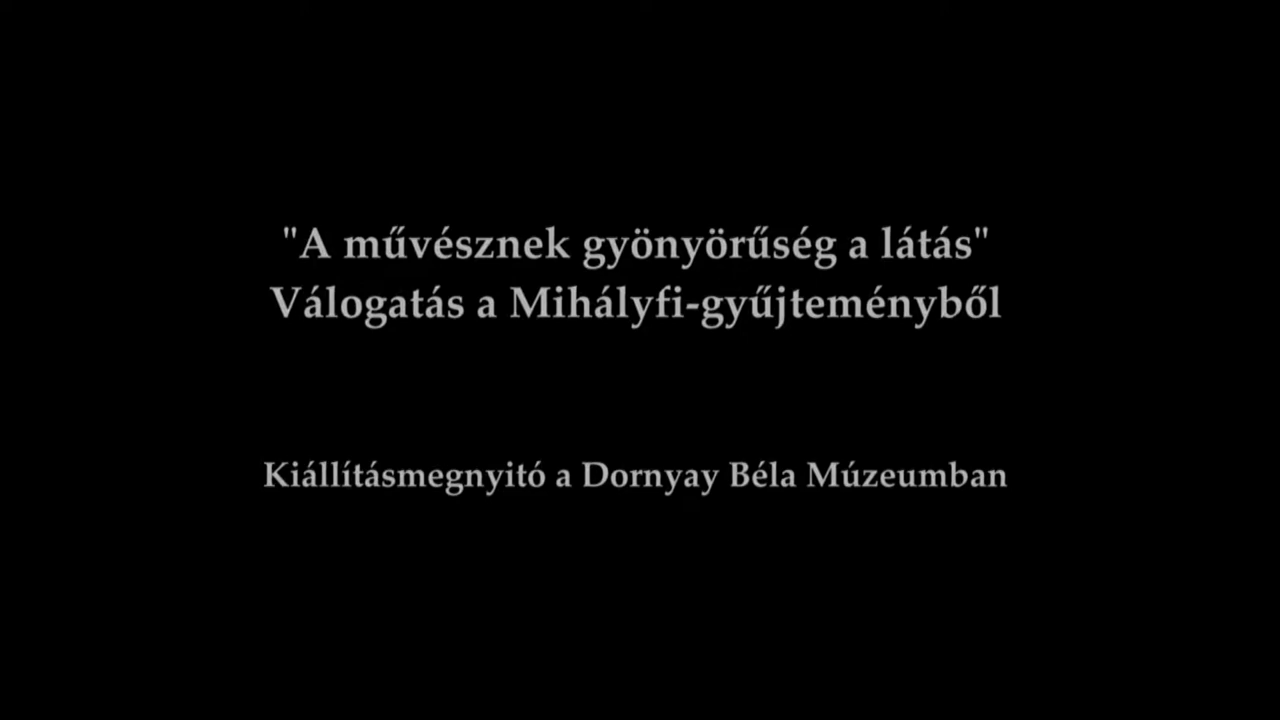 "A művésznek gyönyörűség a látás"
Válogatás a Mihályfi-gyűjteményből
Kiállításmegnyitó a Dornyay Béla Múzeumban